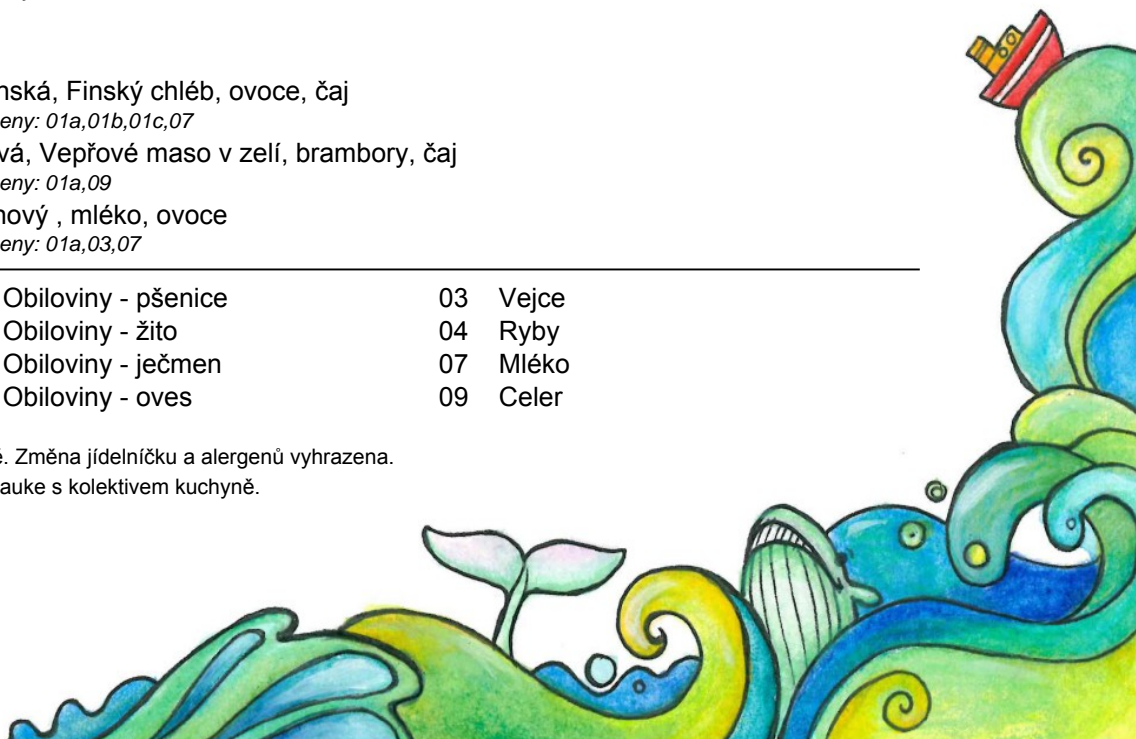 nská, Finský chléb, ovoce, čaj
eny: 01a,01b,01c,07
vá, Vepřové maso v zelí, brambory, čaj
eny: 01a,09
nový , mléko, ovoce
eny: 01a,03,07
Obiloviny - pšenice 03 Vejce
Obiloviny - žito 04 Ryby
Obiloviny - ječmen 07 Mléko
Obiloviny - oves 09 Celer
. Změna jídelníčku a alergenů vyhrazena.
auke s kolektivem kuchyně.